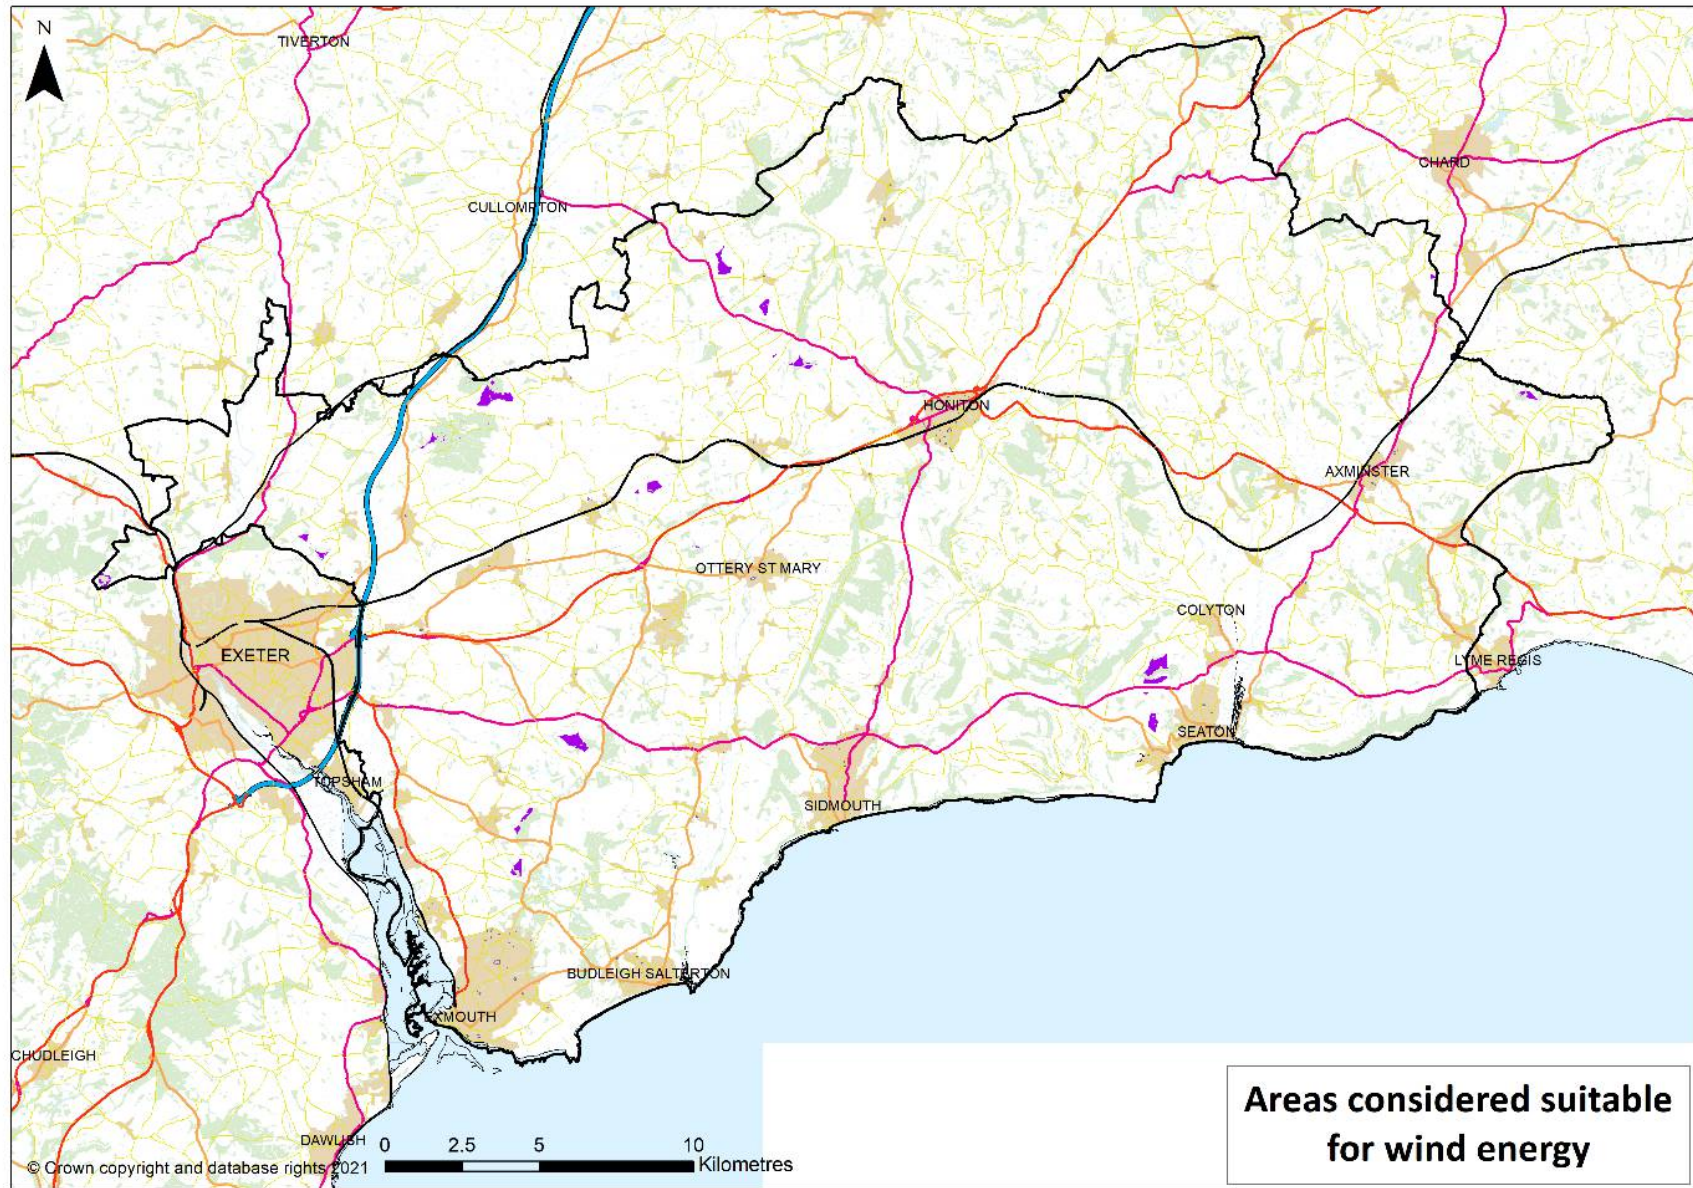 N
TIVERTON
CHARD
CULLOMPTON
HONITON
AXMINSTER
OTTERY ST MARY
COLYTON
EXETER
LYME REGIS
SEATON
TOPSHAM
SIDMOUTH
BUDLEIGH SALTERTON
EXMOUTH
CHUDLEIGH
DAWLISH
0 2.5 5 10
Kilometres
© Crown copyright and database rights 2021
Areas considered suitable
for wind energy